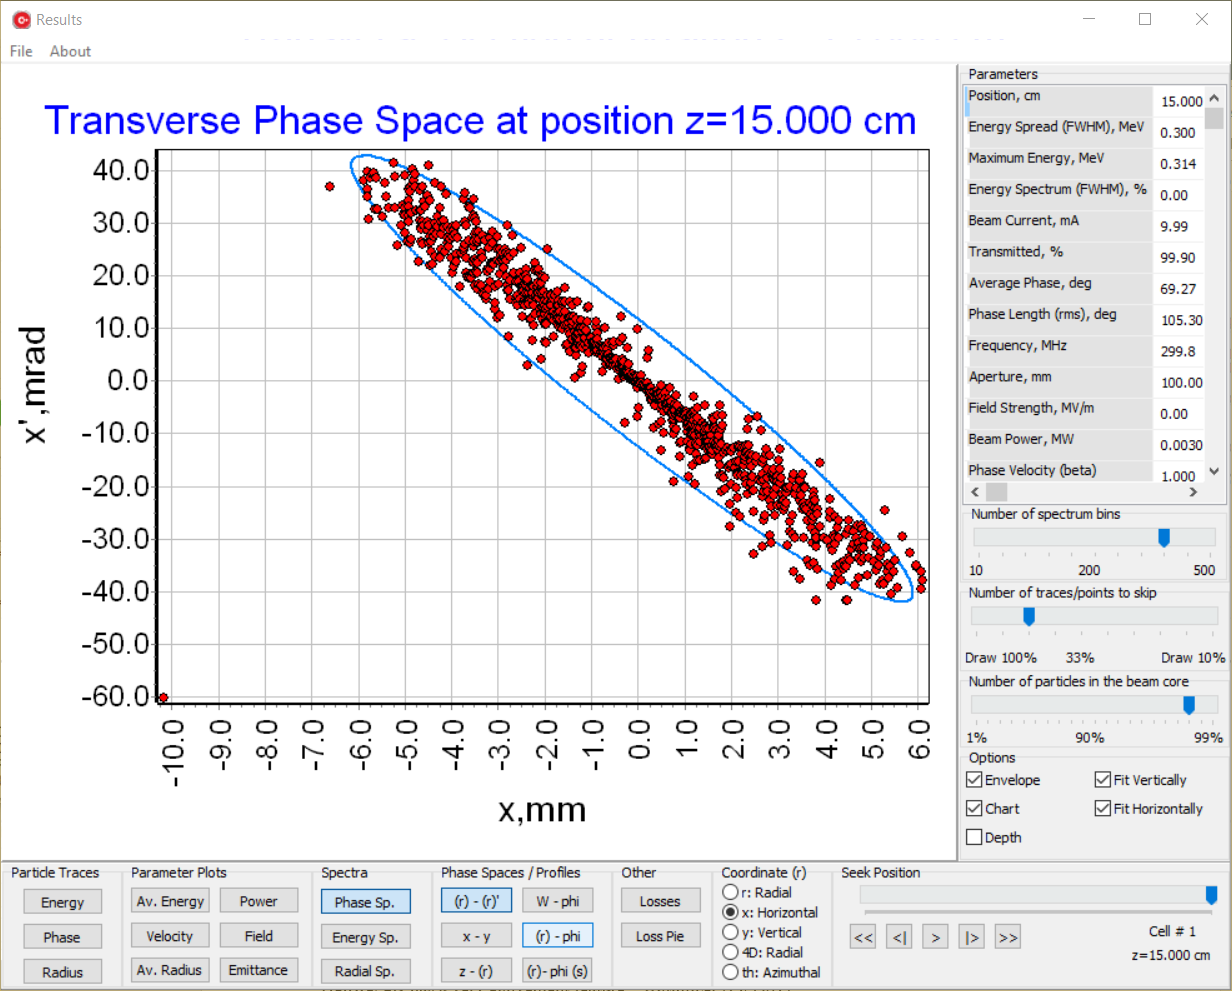 Results
File About
Transverse Phase Space at position z=15.000 cm
40.0
30.0
20.0
10.0
0.0
-10.0
-20.0
-30.0
-40.0
-50.0
-60.0
x',mrad
-10.0 -9.0 -8.0 -7.0 -6.0 -5.0 -4.0 -3.0 -2.0 -1.0 0.0 1.0 2.0 3.0 4.0 5.0 6.0
x,mm
Parameters
Position, cm 15.000
Energy Spread (FWHM), MeV 0.300
Maximum Energy, MeV 0.314
Energy Spectrum (FWHM), % 0.00
Beam Current, mA 9.99
Transmitted, % 99.90
Average Phase, deg 69.27
Phase Length (rms), deg 105.30
Frequency, MHz 299.8
Aperture, mm 100.00
Field Strength, MV/m 0.00
Beam Power, MW 0.0030
Phase Velocity (beta) 1.000
Number of spectrum bins
10 200 500
Number of traces/points to skip
Draw 100% 33% Draw 10%
Number of particles in the beam core
1% 90% 99%
Options
Envelope Fit Vertically
Chart Fit Horizontally
Depth
Particle Traces
Energy
Phase
Radius
Parameter Plots
Av. Energy Power
Velocity Field
Av. Radius Emittance
Spectra
Phase Sp.
Energy Sp.
Radial Sp.
Phase Spaces / Profiles
(r) - (r)' W - phi
x - y (r) - phi
z - (r) (r)- phi (s)
Other
Losses
Loss Pie
Coordinate (r)
r: Radial
x: Horizontal
y: Vertical
4D: Radial
th: Azimuthal
Seek Position
<< <| > |> >>
Cell # 1
z=15.000 cm